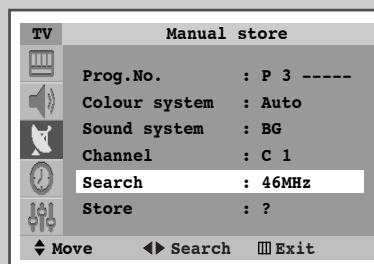 TV Manual store
Prog.No. : P 3 -----
Colour system : Auto
Sound system : BG
Channel : C 1
Search : 46MHz
Store : ?
Move Search Exit